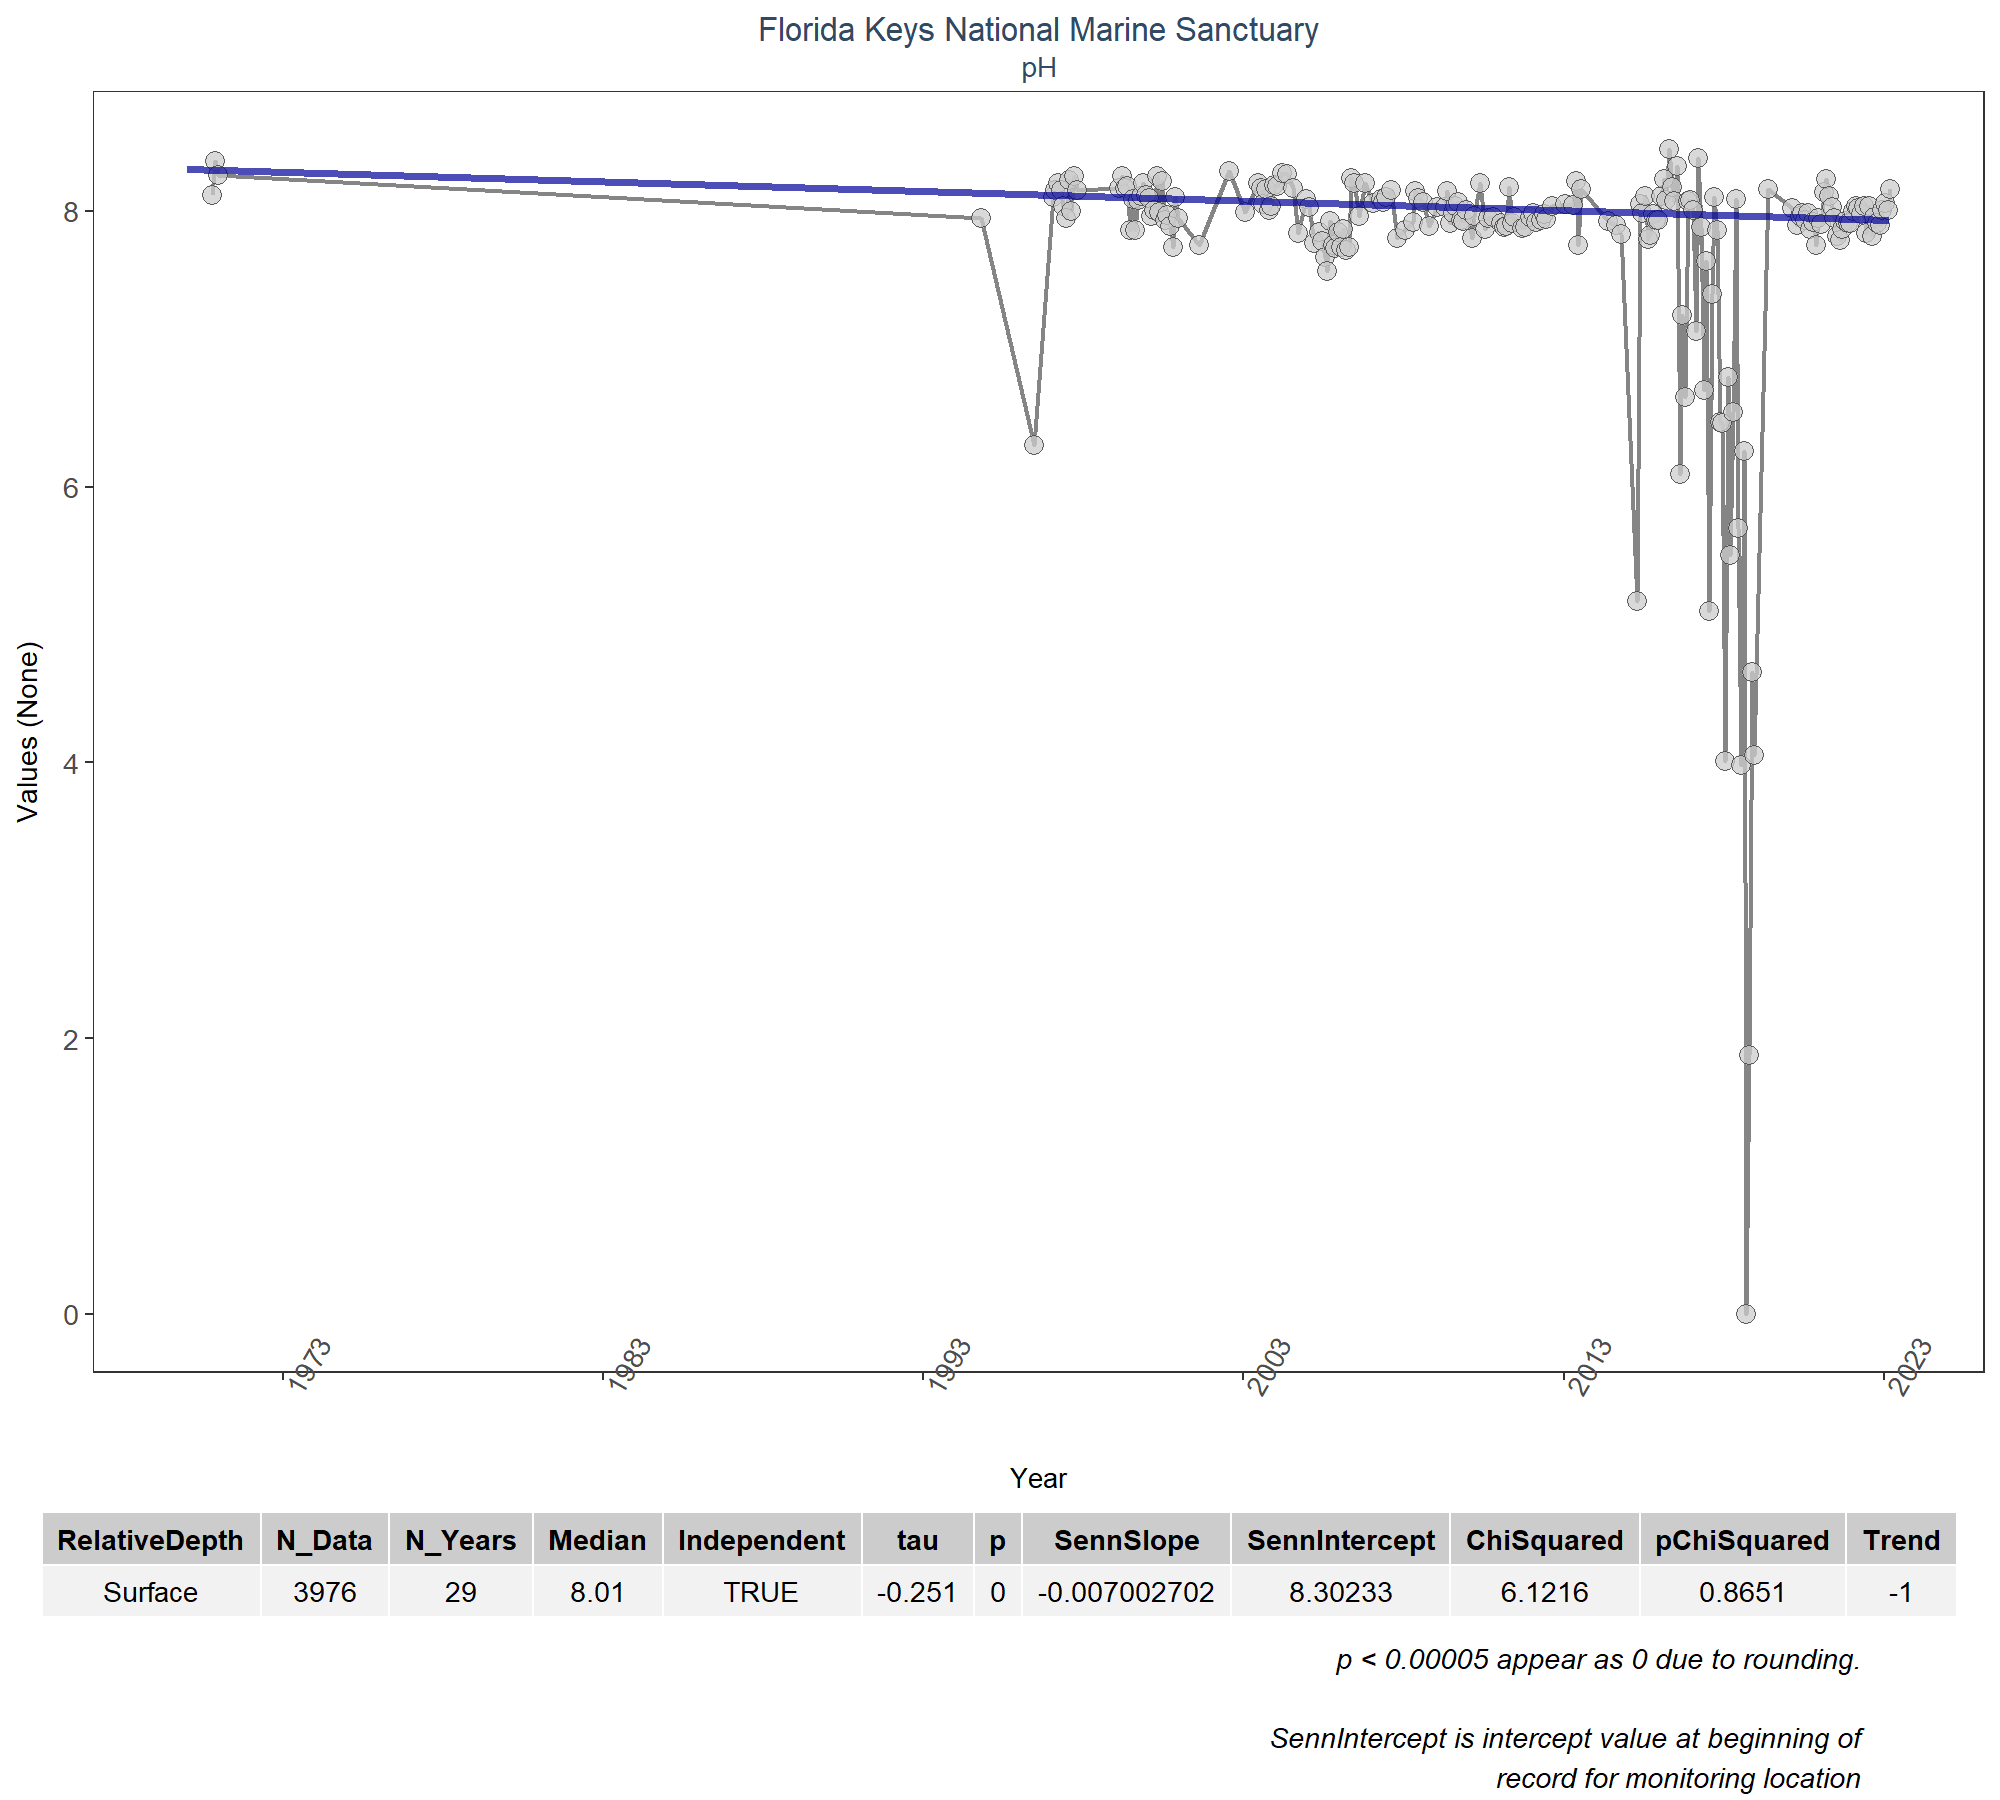 Florida Keys National Marine Sanctuary
pH
Values (None)
8
6
4
2
0
1973
1983
1993
2003
2013
2023
Year
RelativeDepth N_Data N_Years Median Independent tau p SennSlope SennIntercept ChiSquared pChiSquared Trend
Surface 3976 29 8.01 TRUE -0.251 0 -0.007002702 8.30233 6.1216 0.8651 -1
p < 0.00005 appear as 0 due to rounding.
SennIntercept is intercept value at beginning of
record for monitoring location